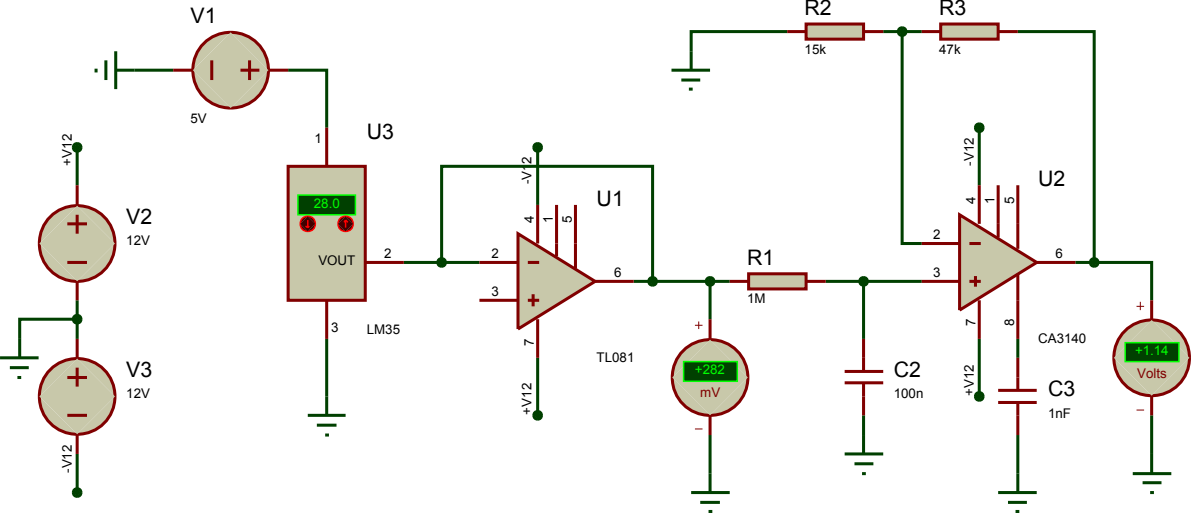 V1
R2
R3
15k
47k
5V
+V12
1
U3
-V12
-V12
28.0
U1
U2
4
1
5
4
1
5
V2
12V
VOUT
2
2
−
6
2
−
6
3
+
R1
1M
3
+
3
LM35
7
TL081
7
8
CA3140
+
+
V3
12V
+282
mV
C2
100n
+1.14
Volts
+V12
+V12
C3
1nF
−
−
-V12